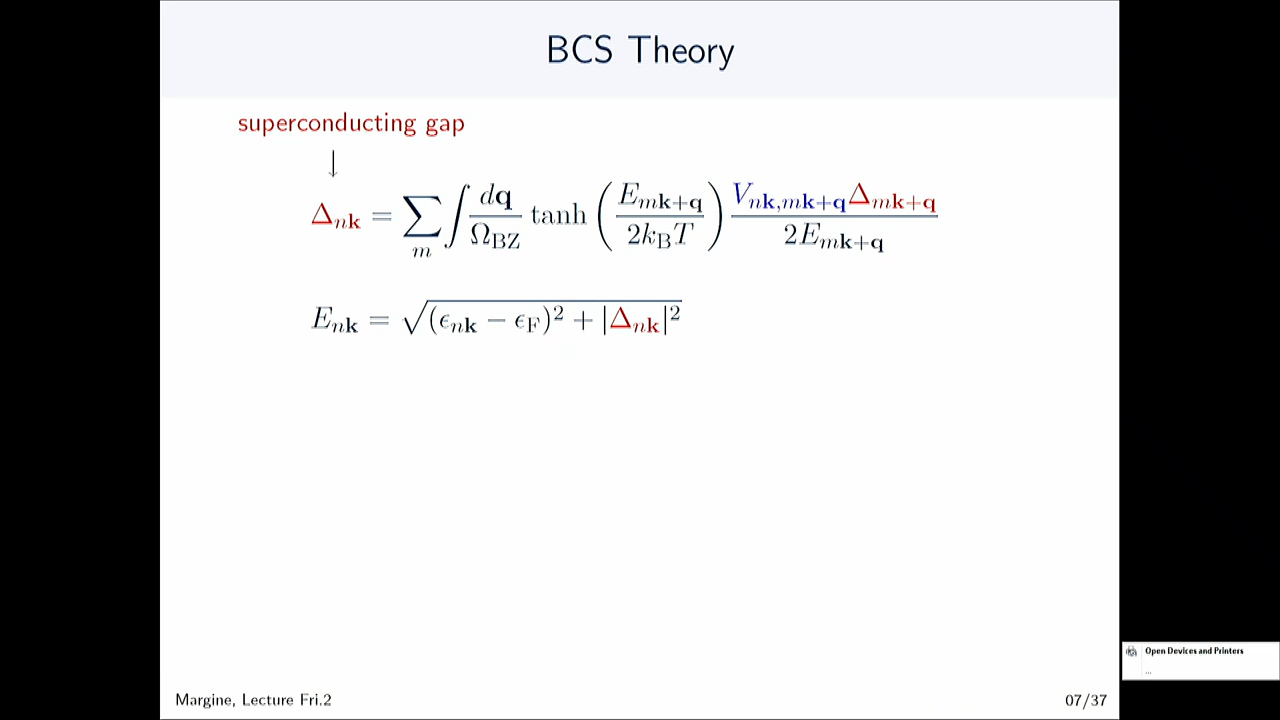 BCS Theory
superconducting gap
↓
Δ_{nk} = ∑_m ∫ dq/Ω_BZ tanh ( E_{mk+q} / 2k_BT ) V_{nk,mk+q}Δ_{mk+q} / 2E_{mk+q}
E_{nk} = √((ϵ_{nk} − ϵ_F)² + |Δ_{nk}|²)
Open Devices and Printers
...
Margine, Lecture Fri.2
07/37